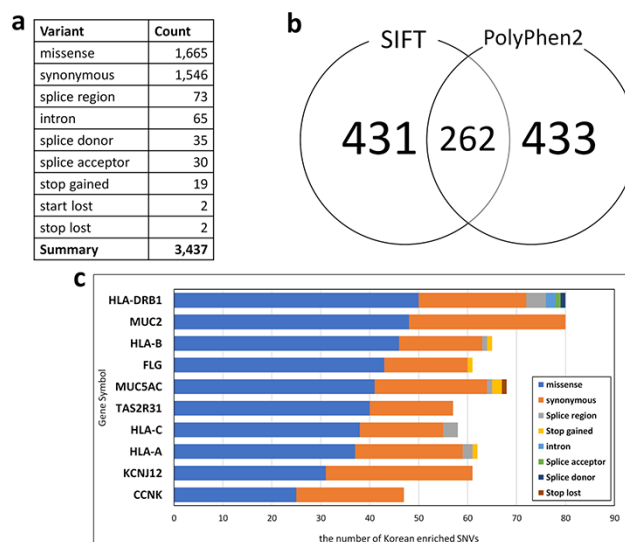 a
Variant Count
missense 1,665
synonymous 1,546
splice region 73
intron 65
splice donor 35
splice acceptor 30
stop gained 19
start lost 2
stop lost 2
Summary 3,437
b
SIFT PolyPhen2
431 262 433
c
Gene Symbol
HLA-DRB1
MUC2
HLA-B
FLG
MUC5AC
TAS2R31
HLA-C
HLA-A
KCNJ12
CCNK
missense
synonymous
Splice region
Stop gained
intron
Splice acceptor
Splice donor
Stop lost
0 10 20 30 40 50 60 70 80 90
the number of Korean enriched SNVs